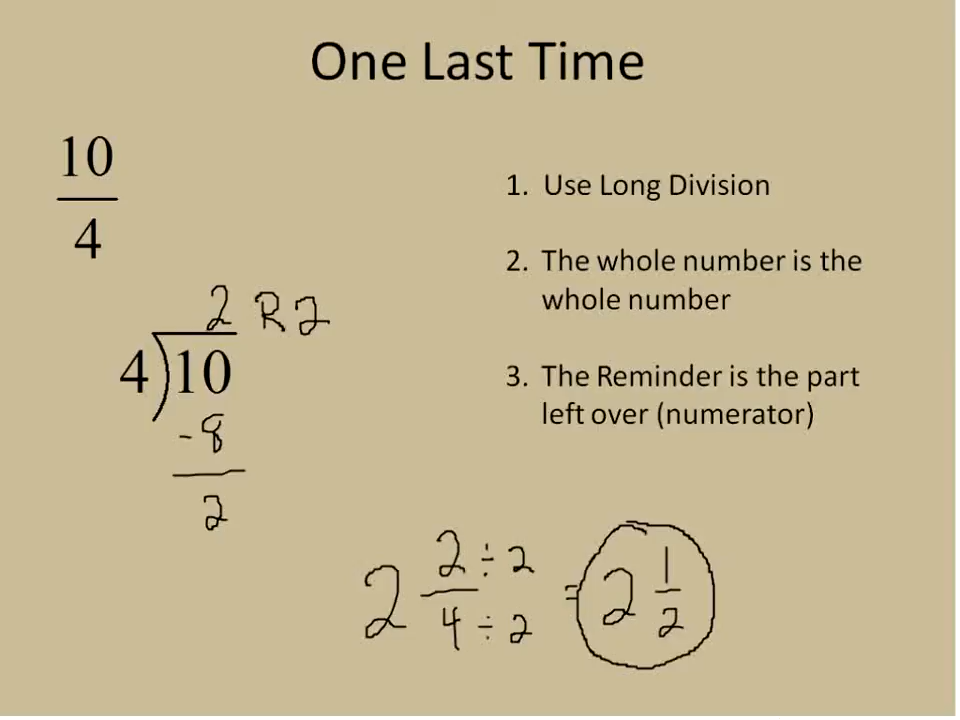 One Last Time
10
4
1. Use Long Division
2. The whole number is the
whole number
3. The Reminder is the part
left over (numerator)
2 R 2
4)10
-8
2
2 2÷2 = 2 1
4÷2 2